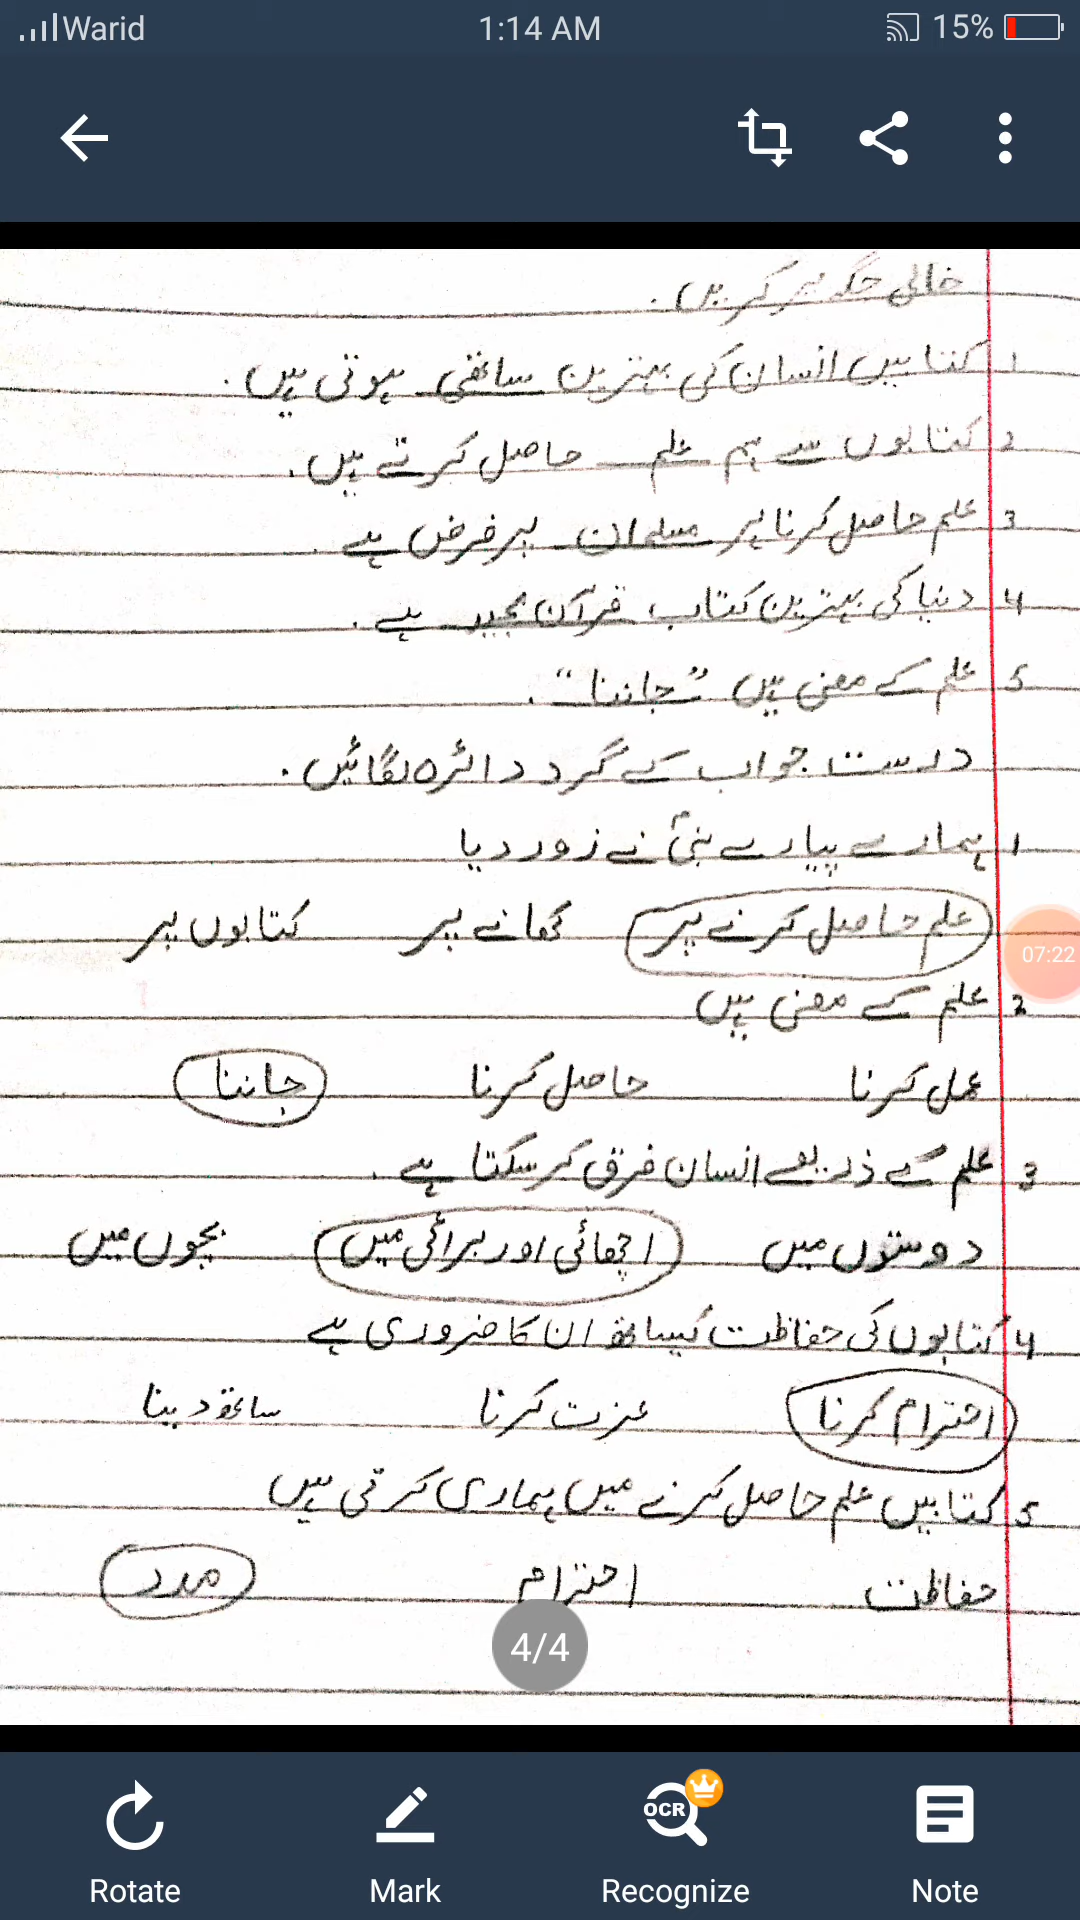 Warid 1:14 AM 15%
خالی جگہ پر کریں.
1 کتابیں انسان کی بہترین ساتھی ہوتی ہیں.
2 کتابوں سے ہم علم حاصل کرتے ہیں.
3 علم حاصل کرنا ہر مسلمان پر فرض ہے.
4 دنیا کی بہترین کتاب قرآن مجید ہے.
5 علم کے معنی ہیں "جاننا".
درست جواب کے گرد دائرہ لگائیں.
1 ہمارے پیارے نبیؐ نے زور دیا
علم حاصل کرنے پر کھانے پر کتابوں پر
07:22
2 علم کے معنی ہیں
عمل کرنا حاصل کرنا جاننا
3 علم کے ذریعے انسان فرق کر سکتا ہے.
دوستوں میں اچھائی اور برائی میں بچوں میں
4 کتابوں کی حفاظت کیساتھ ان کا ضروری ہے
احترام کرنا عزت کرنا ساتھ دینا
5 کتابیں علم حاصل کرنے میں ہماری کرتی ہیں
حفاظت احترام مدد
4/4
OCR
Rotate Mark Recognize Note